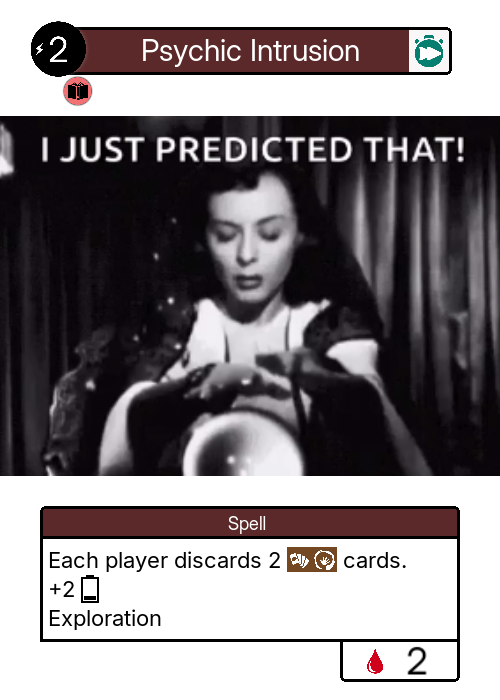 2
Psychic Intrusion
I JUST PREDICTED THAT!
Spell
Each player discards 2 cards.
+2
Exploration
2